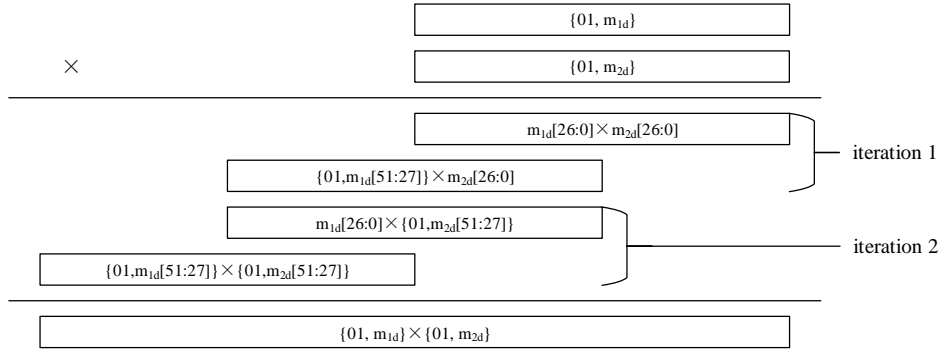 {01, m1d}
×
{01, m2d}
m1d[26:0]×m2d[26:0]
iteration 1
{01,m1d[51:27]}×m2d[26:0]
m1d[26:0]×{01,m2d[51:27]}
iteration 2
{01,m1d[51:27]}×{01,m2d[51:27]}
{01, m1d}×{01, m2d}